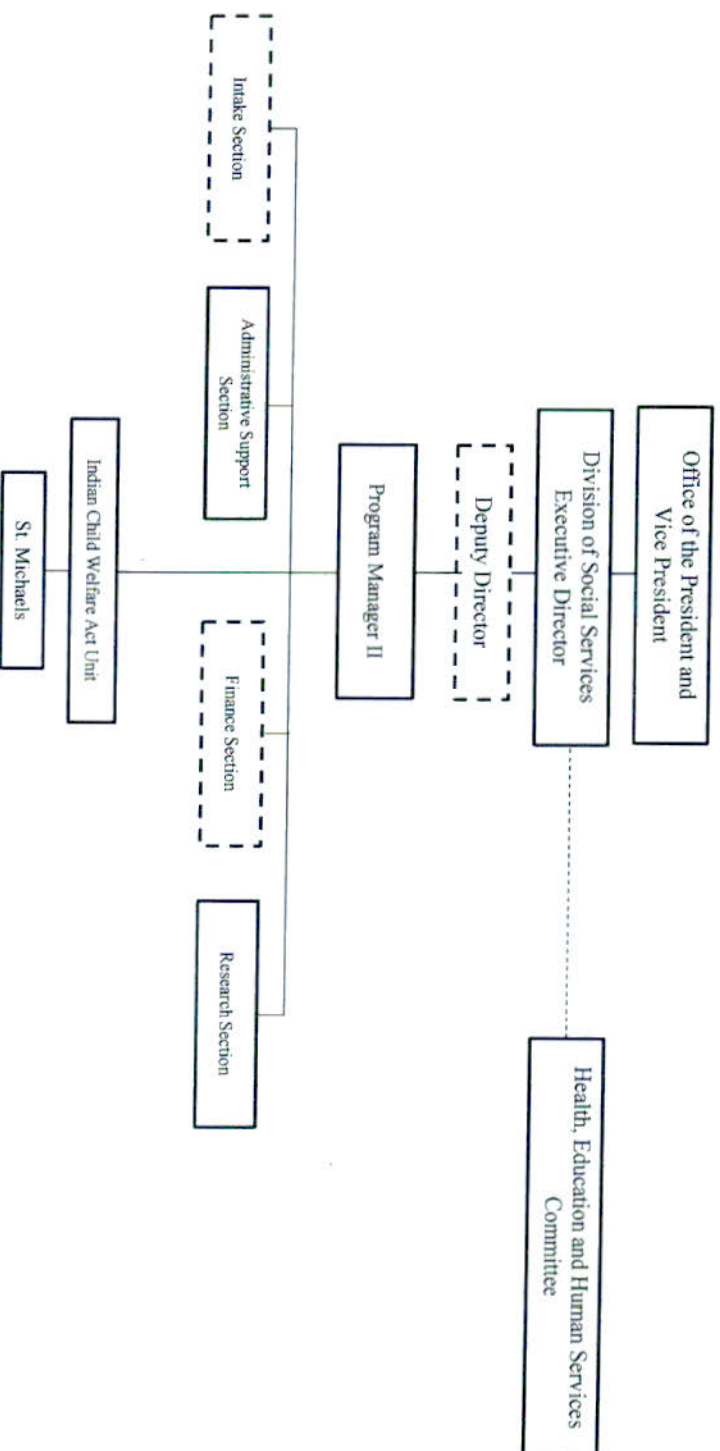 Office of the President and
Vice President
Division of Social Services
Executive Director
Health, Education and Human Services
Committee
Deputy Director
Program Manager II
Intake Section
Administrative Support
Section
Finance Section
Research Section
Indian Child Welfare Act Unit
St. Michaels